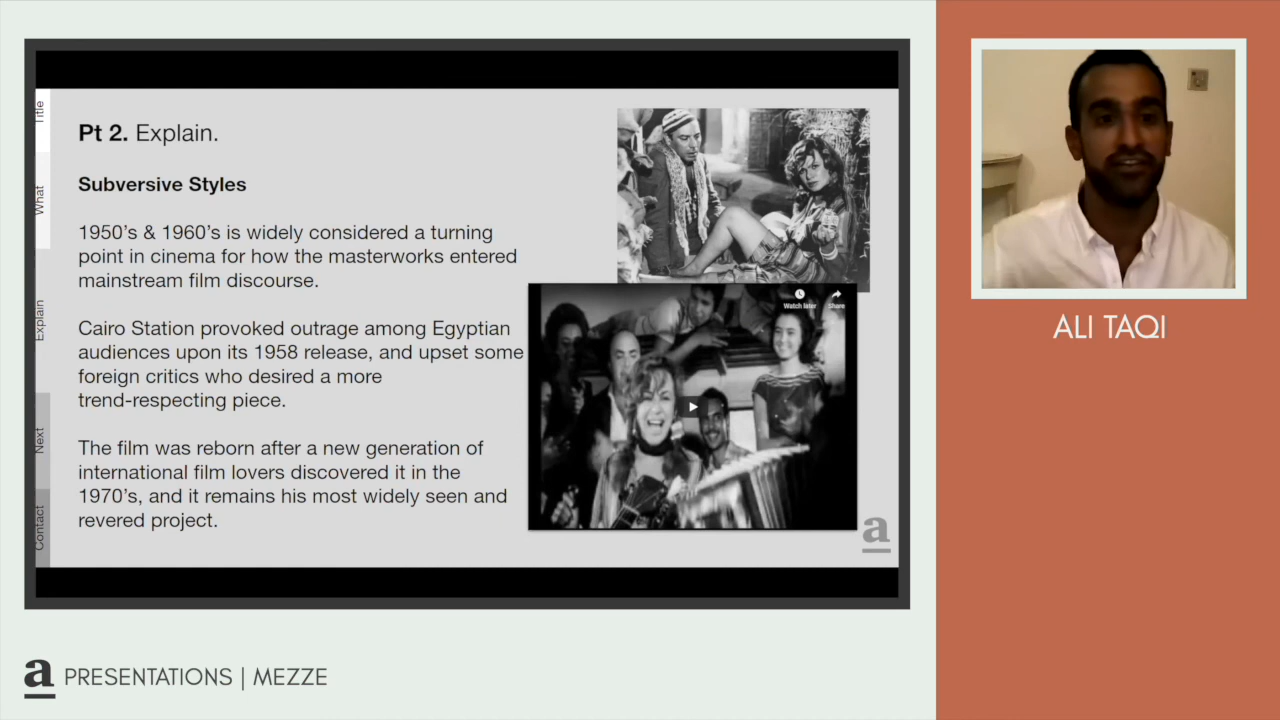 Title
What
Explain
Next
Contact
Pt 2. Explain.
Subversive Styles
1950's & 1960's is widely considered a turning
point in cinema for how the masterworks entered
mainstream film discourse.
Cairo Station provoked outrage among Egyptian
audiences upon its 1958 release, and upset some
foreign critics who desired a more
trend-respecting piece.
The film was reborn after a new generation of
international film lovers discovered it in the
1970's, and it remains his most widely seen and
revered project.
Watch later
Share
a
ALI TAQI
a PRESENTATIONS | MEZZE